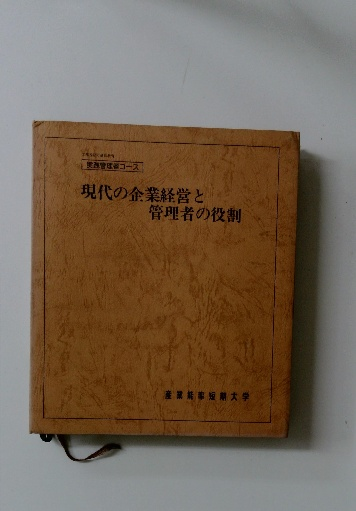 実務管理者コース
現代の企業経営と
管理者の役割
産業能率短期大学